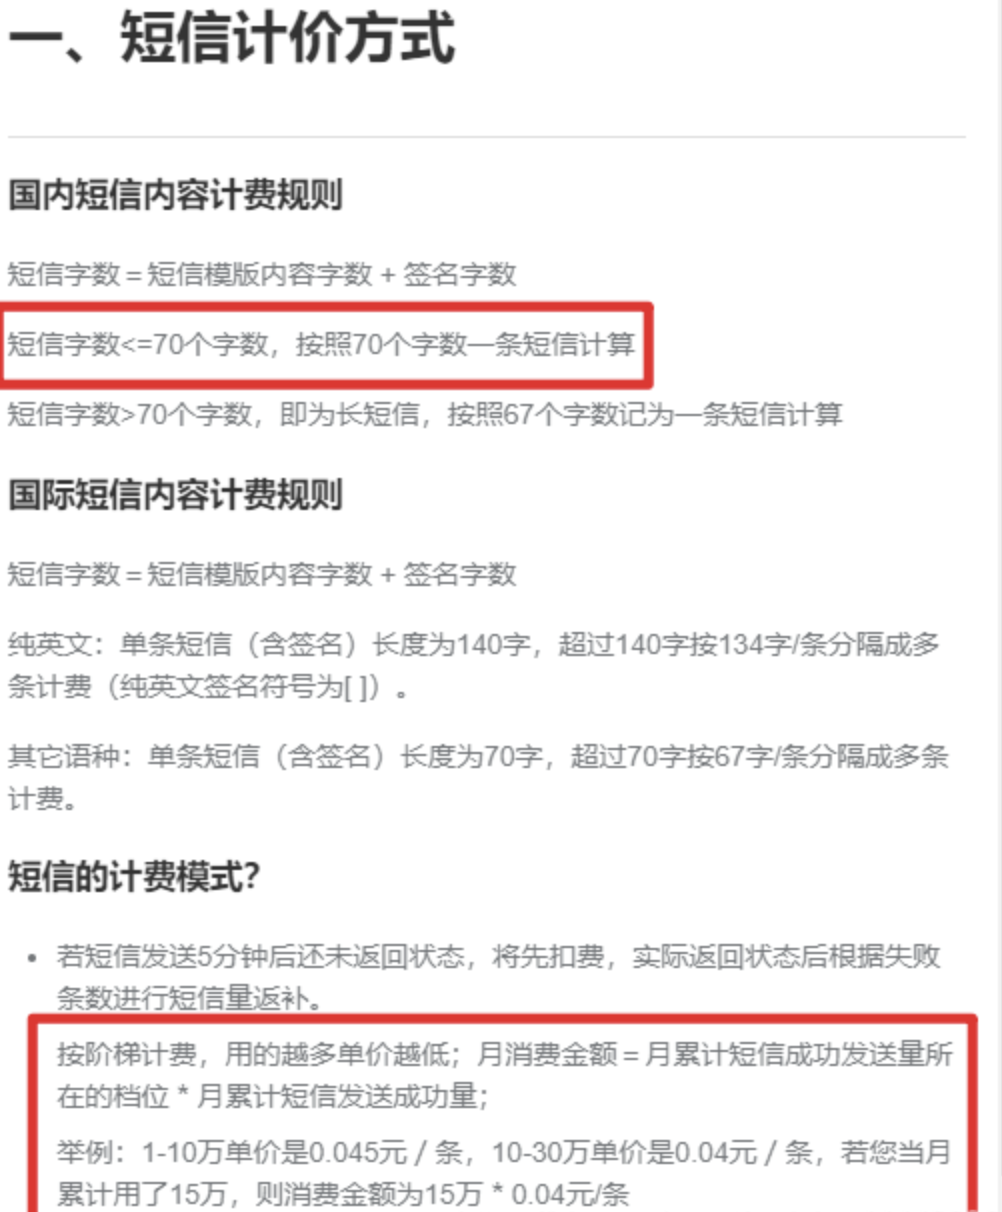 一、短信计价方式
国内短信内容计费规则
短信字数 = 短信模版内容字数 + 签名字数
短信字数<=70个字数，按照70个字数一条短信计算
短信字数>70个字数，即为长短信，按照67个字数记为一条短信计算
国际短信内容计费规则
短信字数 = 短信模版内容字数 + 签名字数
纯英文：单条短信（含签名）长度为140字，超过140字按134字/条分隔成多
条计费（纯英文签名符号为[ ]）。
其它语种：单条短信（含签名）长度为70字，超过70字按67字/条分隔成多条
计费。
短信的计费模式?
• 若短信发送5分钟后还未返回状态，将先扣费，实际返回状态后根据失败
条数进行短信量返补。
按阶梯计费，用的越多单价越低；月消费金额 = 月累计短信成功发送量所
在的档位 * 月累计短信发送成功量；
举例：1-10万单价是0.045元 / 条，10-30万单价是0.04元 / 条，若您当月
累计用了15万，则消费金额为15万 * 0.04元/条